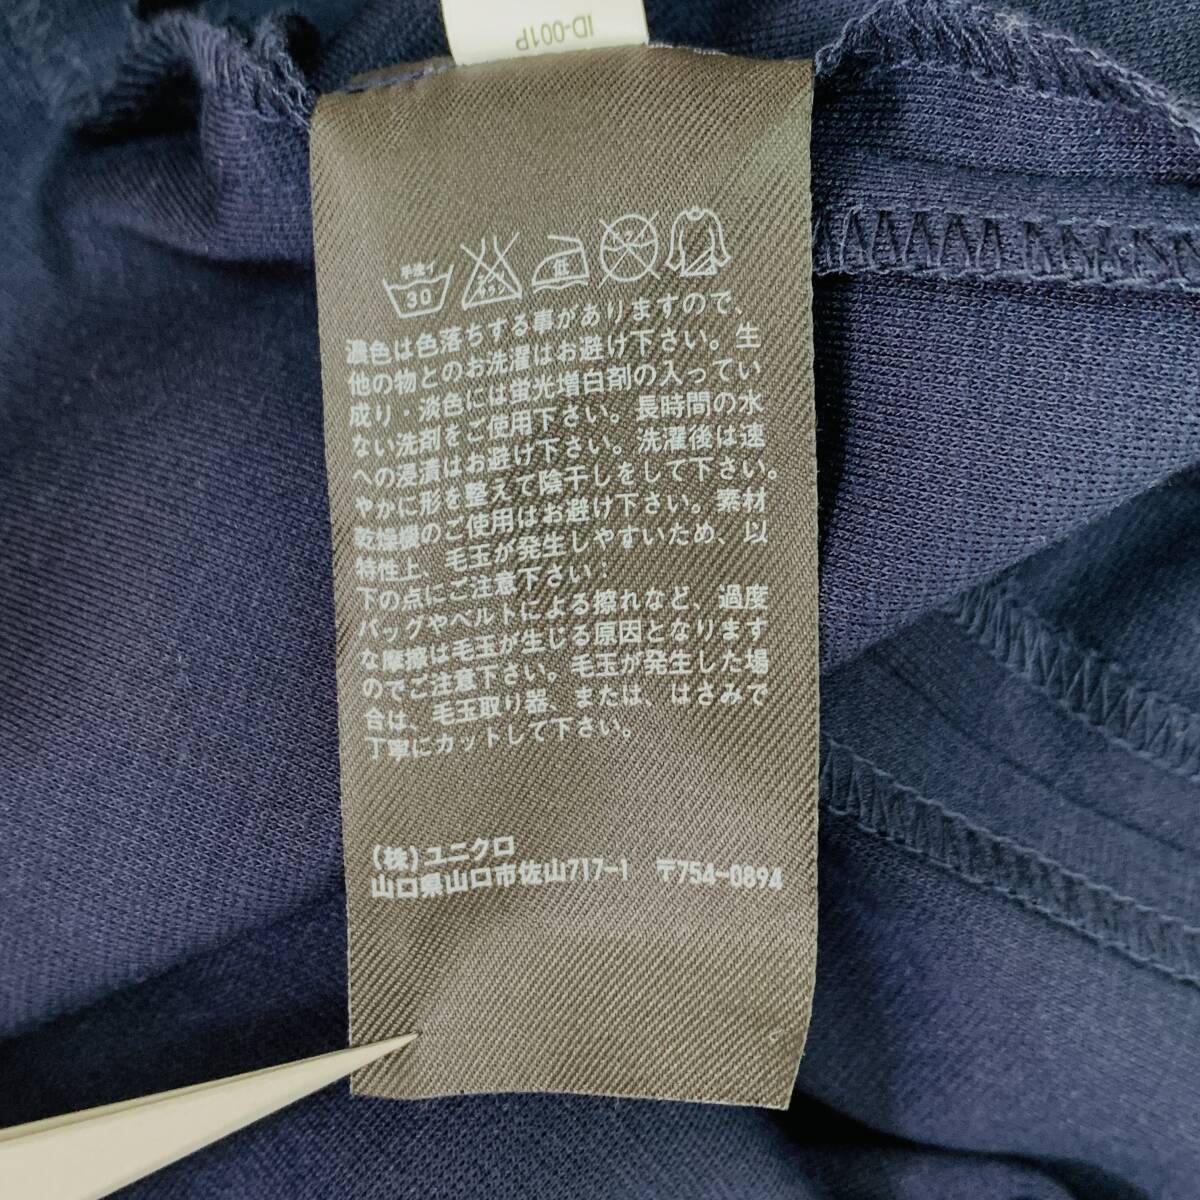 ID-001P
手洗イ
30
エンソ
サラシ
低
濃色は色落ちする事がありますので、
他の物とのお洗濯はお避け下さい。生
成り・淡色には蛍光増白剤の入ってい
ない洗剤をご使用下さい。長時間の水
への浸漬はお避け下さい。洗濯後は速
やかに形を整えて陰干しをして下さい。
乾燥機のご使用はお避け下さい。素材
特性上、毛玉が発生しやすいため、以
下の点にご注意下さい：
バッグやベルトによる擦れなど、過度
な摩擦は毛玉が生じる原因となります
のでご注意下さい。毛玉が発生した場
合は、毛玉取り器、または、はさみで
丁寧にカットして下さい。
(株)ユニクロ
山口県山口市佐山717-1 〒754-0894